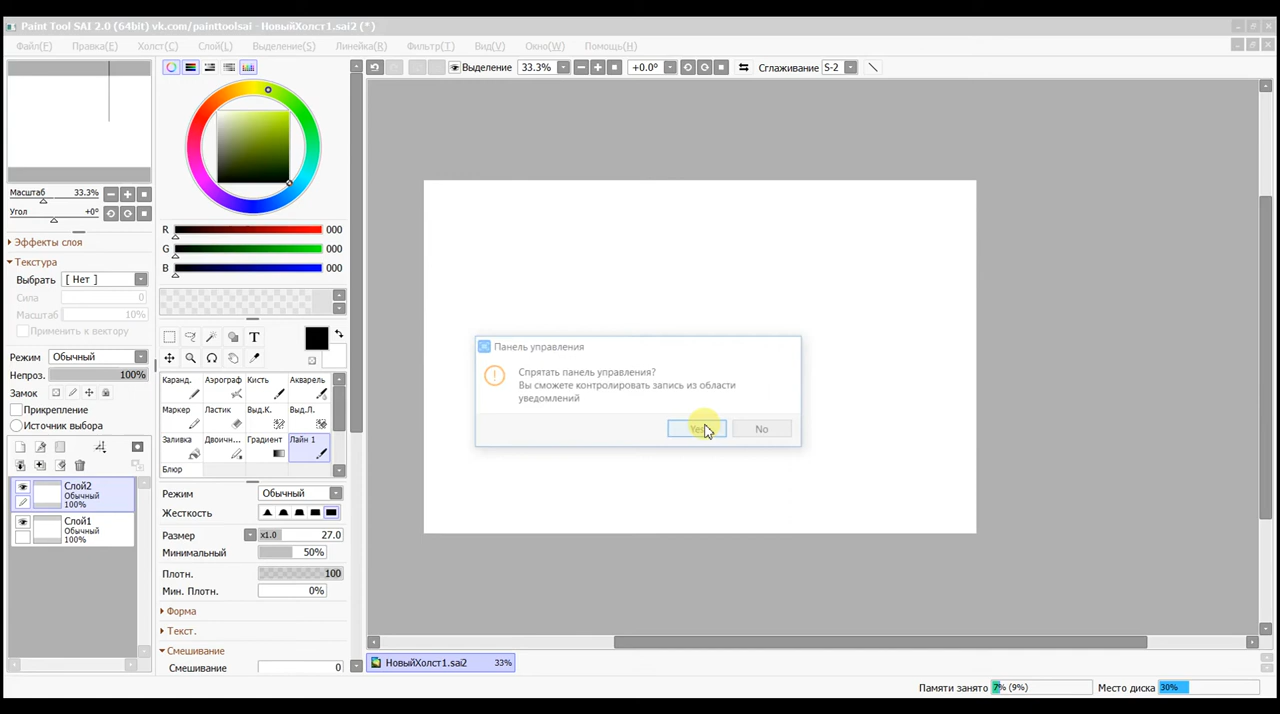 Paint Tool SAI 2.0 (64bit) vk.com/painttoolsai - НовыйХолст1.sai2 (*)
Файл(F) Правка(E) Холст(C) Слой(L) Выделение(S) Линейка(R) Фильтр(T) Вид(V) Окно(W) Помощь(H)
Выделение 33.3% +0.0° Сглаживание S-2
Масштаб 33.3%
Угол +0°
Эффекты слоя
Текстура
Выбрать [ Нет ]
Сила 0
Масштаб 10%
Применить к вектору
Режим Обычный
Непроз. 100%
Замок
Прикрепление
Источник выбора
Слой2
Обычный
100%
Слой1
Обычный
100%
R 000
G 000
B 000
T
Каранд. Аэрограф Кисть Акварель
Маркер Ластик Выд.К. Выд.Л.
Заливка Двоичн... Градиент Лайн 1
Блюр
Режим Обычный
Жесткость
Размер x1.0 27.0
Минимальный 50%
Плотн. 100
Мин. Плотн. 0%
Форма
Текст.
Смешивание
Смешивание 0
Панель управления
Спрятать панель управления?
Вы сможете контролировать запись из области
уведомлений
Yes No
НовыйХолст1.sai2 33%
Памяти занято 7% (9%) Место диска 30%